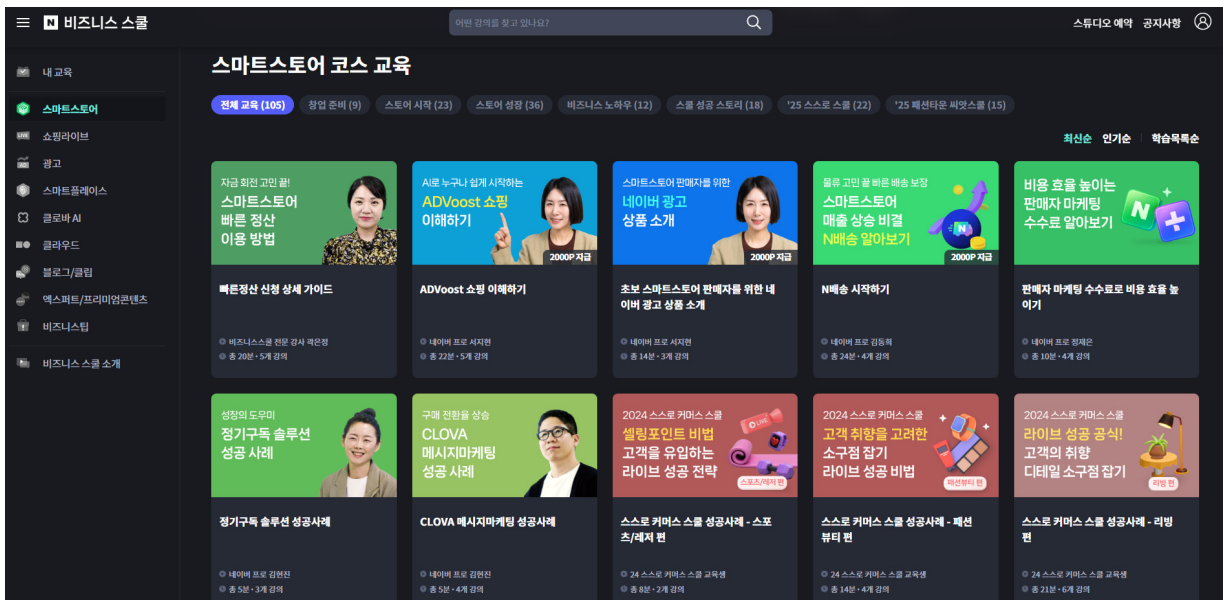 N 비즈니스 스쿨
어떤 강의를 찾고 있나요?
스튜디오 예약 공지사항
내 교육
스마트스토어
LIVE 쇼핑라이브
AD 광고
스마트플레이스
클로바 AI
클라우드
블로그/클립
엑스퍼트/프리미엄콘텐츠
비즈니스팁
비즈니스 스쿨 소개
스마트스토어 코스 교육
전체 교육 (105) 창업 준비 (9) 스토어 시작 (23) 스토어 성장 (36) 비즈니스 노하우 (12) 스쿨 성공 스토리 (18) '25 스스로 스쿨 (22) '25 패션타운 씨앗스쿨 (15)
최신순 인기순 학습목록순
자금 회전 고민 끝!
스마트스토어
빠른 정산
이용 방법
빠른정산 신청 상세 가이드
비즈니스스쿨 전문 강사 곽은정
총 20분 · 5개 강의
AI로 누구나 쉽게 시작하는
ADVoost 쇼핑
이해하기
2000P 지급
ADVoost 쇼핑 이해하기
네이버 프로 서지현
총 22분 · 5개 강의
스마트스토어 판매자를 위한
네이버 광고
상품 소개
2000P 지급
초보 스마트스토어 판매자를 위한 네
이버 광고 상품 소개
네이버 프로 서지현
총 14분 · 3개 강의
물류 고민 끝 빠른 배송 보장
스마트스토어
매출 상승 비결
N배송 알아보기
N
2000P 지급
N배송 시작하기
네이버 프로 김동희
총 24분 · 4개 강의
비용 효율 높이는
판매자 마케팅
수수료 알아보기
N
판매자 마케팅 수수료로 비용 효율 높
이기
네이버 프로 정재은
총 10분 · 4개 강의
성장의 도우미
정기구독 솔루션
성공 사례
정기구독 솔루션 성공사례
네이버 프로 김현진
총 5분 · 3개 강의
구매 전환율 상승
CLOVA
메시지마케팅
성공 사례
CLOVA 메시지마케팅 성공사례
네이버 프로 김현진
총 5분 · 4개 강의
2024 스스로 커머스 스쿨
셀링포인트 비법
고객을 유입하는
라이브 성공 전략
LIVE
스포츠/레저 편
스스로 커머스 스쿨 성공사례 - 스포
츠/레저 편
24 스스로 커머스 스쿨 교육생
총 8분 · 2개 강의
2024 스스로 커머스 스쿨
고객 취향을 고려한
소구점 잡기
라이브 성공 비법
패션뷰티 편
스스로 커머스 스쿨 성공사례 - 패션
뷰티 편
24 스스로 커머스 스쿨 교육생
총 14분 · 4개 강의
2024 스스로 커머스 스쿨
라이브 성공 공식!
고객의 취향
디테일 소구점 잡기
리빙 편
스스로 커머스 스쿨 성공사례 - 리빙
편
24 스스로 커머스 스쿨 교육생
총 21분 · 6개 강의